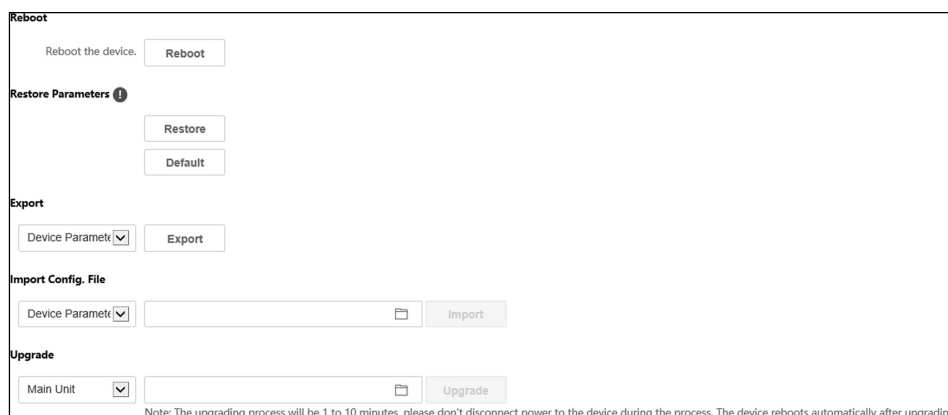 Reboot
Reboot the device. Reboot
Restore Parameters
Restore
Default
Export
Device Paramete Export
Import Config. File
Device Paramete Import
Upgrade
Main Unit Upgrade
Note: The upgrading process will be 1 to 10 minutes, please don't disconnect power to the device during the process. The device reboots automatically after upgrading